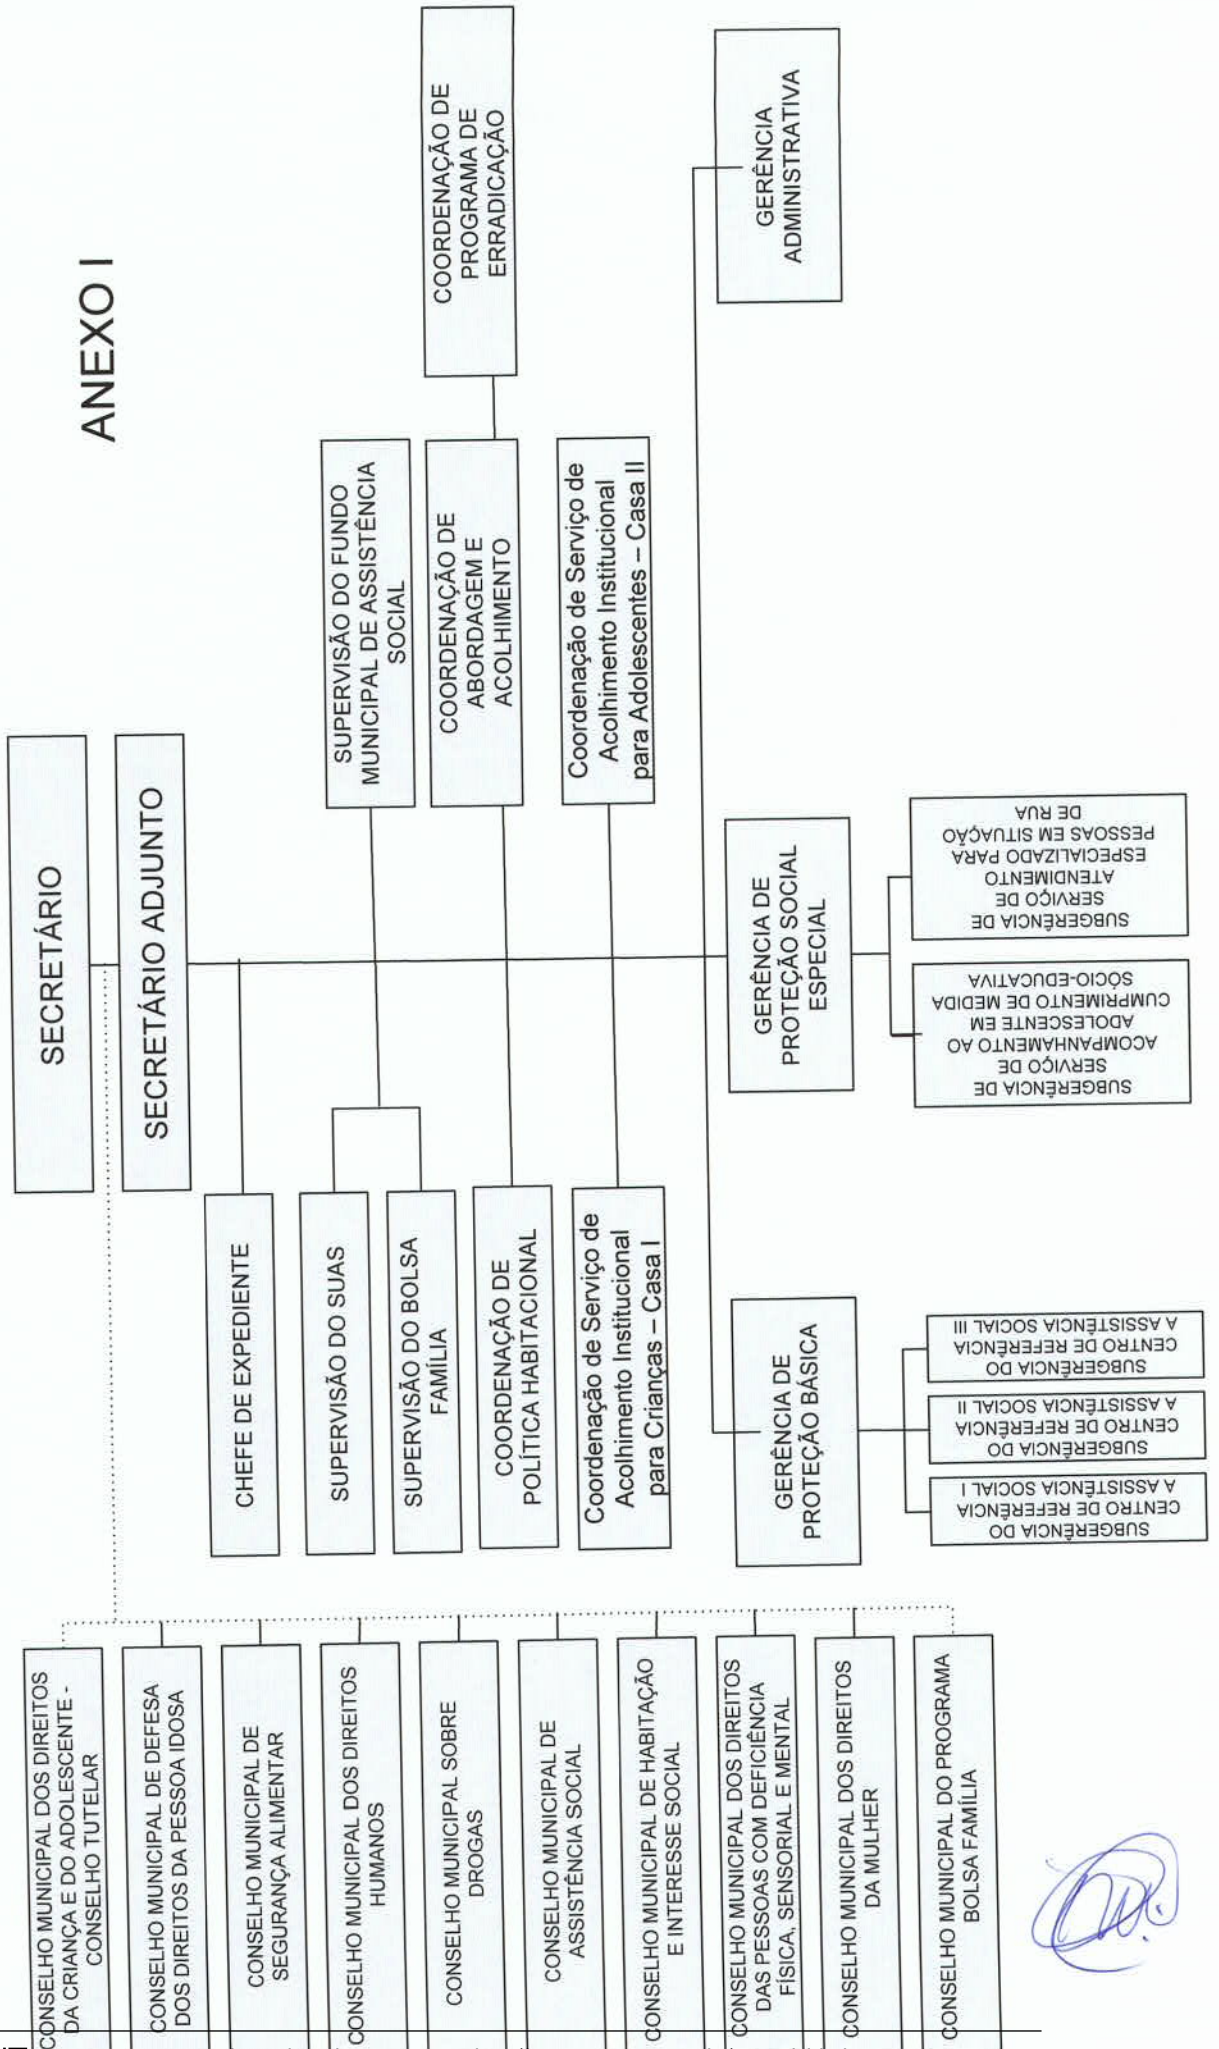 ANEXO I
SECRETÁRIO
SECRETÁRIO ADJUNTO
CONSELHO MUNICIPAL DOS DIREITOS
DA CRIANÇA E DO ADOLESCENTE -
CONSELHO TUTELAR
CONSELHO MUNICIPAL DE DEFESA
DOS DIREITOS DA PESSOA IDOSA
CONSELHO MUNICIPAL DE
SEGURANÇA ALIMENTAR
CONSELHO MUNICIPAL DOS DIREITOS
HUMANOS
CONSELHO MUNICIPAL SOBRE
DROGAS
CONSELHO MUNICIPAL DE
ASSISTÊNCIA SOCIAL
CONSELHO MUNICIPAL DE HABITAÇÃO
E INTERESSE SOCIAL
CONSELHO MUNICIPAL DOS DIREITOS
DAS PESSOAS COM DEFICIÊNCIA
FÍSICA, SENSORIAL E MENTAL
CONSELHO MUNICIPAL DOS DIREITOS
DA MULHER
CONSELHO MUNICIPAL DO PROGRAMA
BOLSA FAMÍLIA
CHEFE DE EXPEDIENTE
SUPERVISÃO DO SUAS
SUPERVISÃO DO BOLSA
FAMÍLIA
COORDENAÇÃO DE
POLÍTICA HABITACIONAL
Coordenação de Serviço de
Acolhimento Institucional
para Crianças – Casa I
SUPERVISÃO DO FUNDO
MUNICIPAL DE ASSISTÊNCIA
SOCIAL
COORDENAÇÃO DE
ABORDAGEM E
ACOLHIMENTO
COORDENAÇÃO DE
PROGRAMA DE
ERRADICAÇÃO
Coordenação de Serviço de
Acolhimento Institucional
para Adolescentes – Casa II
GERÊNCIA DE
PROTEÇÃO BÁSICA
GERÊNCIA DE
PROTEÇÃO SOCIAL
ESPECIAL
GERÊNCIA
ADMINISTRATIVA
SUBGERÊNCIA DO
CENTRO DE REFERÊNCIA
A ASSISTÊNCIA SOCIAL I
SUBGERÊNCIA DO
CENTRO DE REFERÊNCIA
A ASSISTÊNCIA SOCIAL II
SUBGERÊNCIA DO
CENTRO DE REFERÊNCIA
A ASSISTÊNCIA SOCIAL III
SUBGERÊNCIA DE
SERVIÇO DE
ACOMPANHAMENTO AO
ADOLESCENTE EM
CUMPRIMENTO DE MEDIDA
SÓCIO-EDUCATIVA
SUBGERÊNCIA DE
SERVIÇO DE
ATENDIMENTO
ESPECIALIZADO PARA
PESSOAS EM SITUAÇÃO
DE RUA